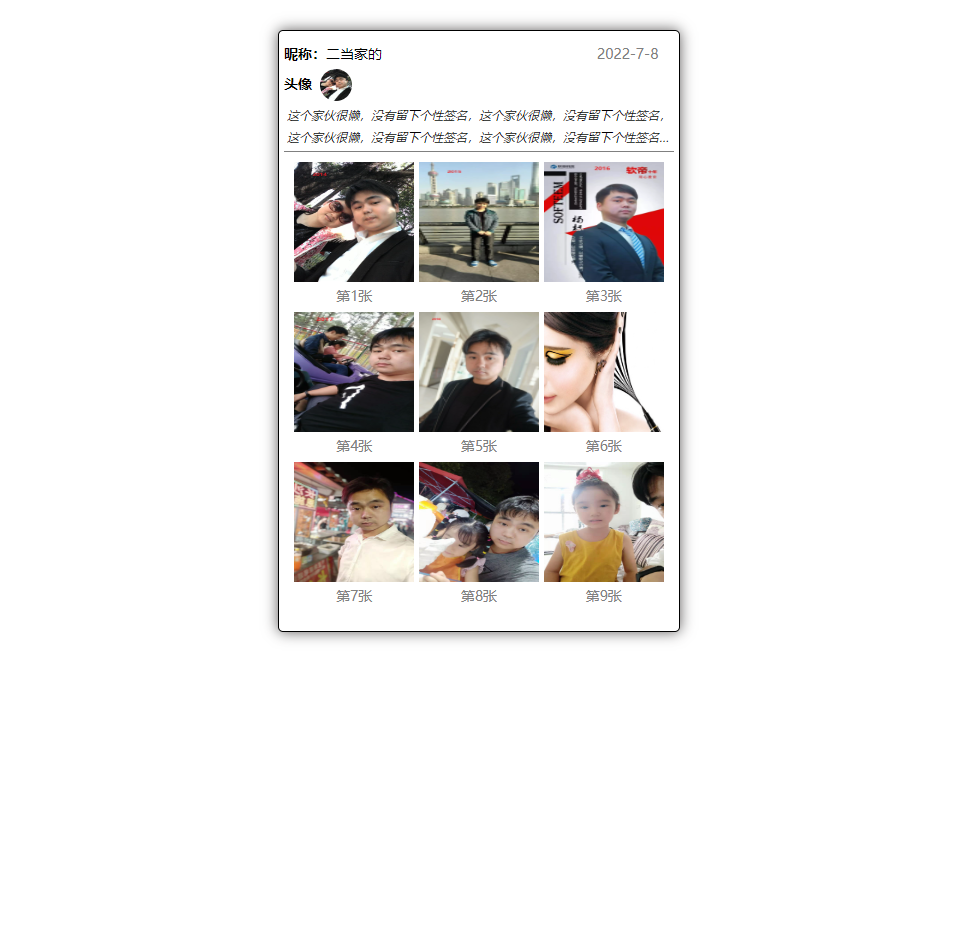 昵称：二当家的 2022-7-8
头像
这个家伙很懒，没有留下个性签名，这个家伙很懒，没有留下个性签名，
这个家伙很懒，没有留下个性签名，这个家伙很懒，没有留下个性签名...
2016 软帝
SOFTEEM
第1张 第2张 第3张
第4张 第5张 第6张
第7张 第8张 第9张